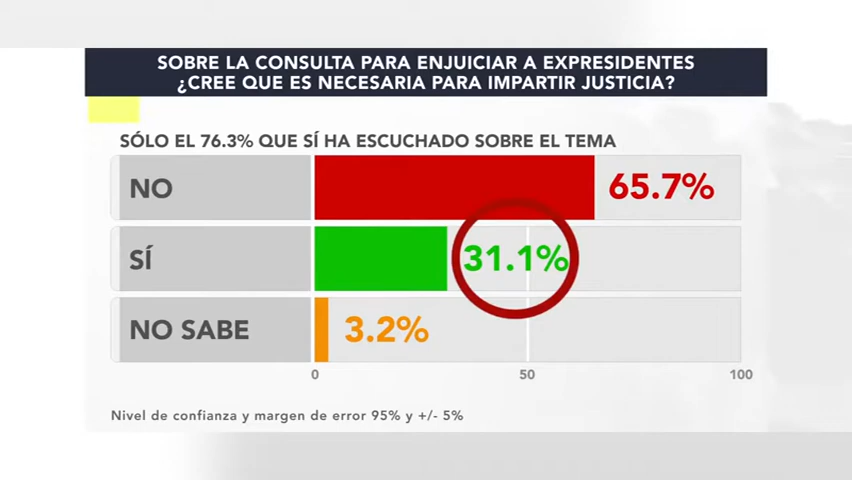 SOBRE LA CONSULTA PARA ENJUICIAR A EXPRESIDENTES
¿CREE QUE ES NECESARIA PARA IMPARTIR JUSTICIA?
SÓLO EL 76.3% QUE SÍ HA ESCUCHADO SOBRE EL TEMA
NO 65.7%
SÍ 31.1%
NO SABE 3.2%
0 50 100
Nivel de confianza y margen de error 95% y +/- 5%